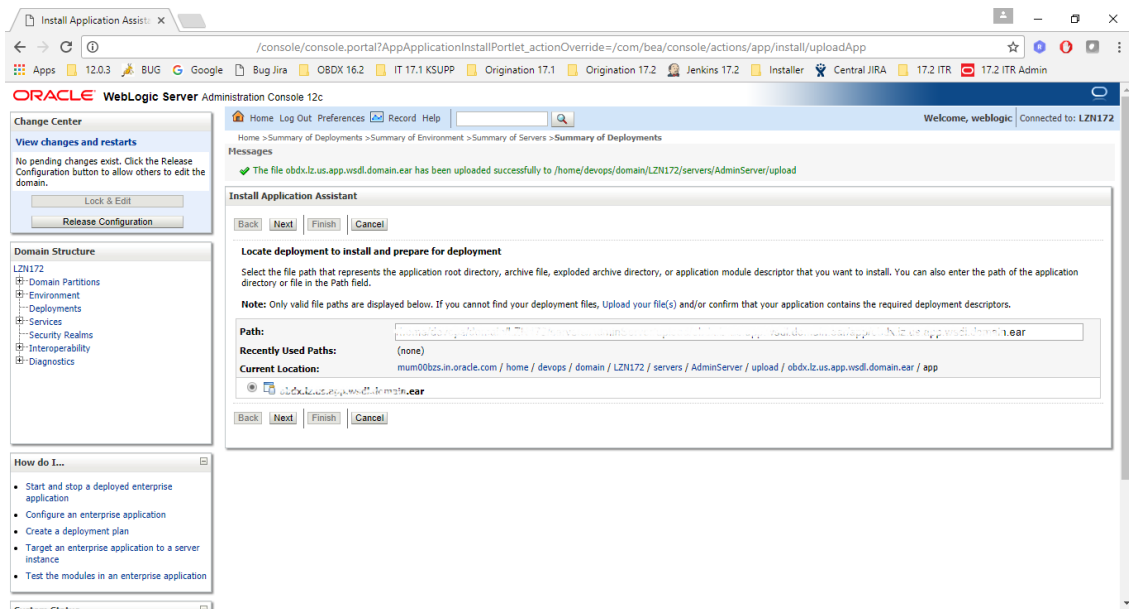 Install Application Assista
/console/console.portal?AppApplicationInstallPortlet_actionOverride=/com/bea/console/actions/app/install/uploadApp
Apps 12.0.3 BUG Google Bug Jira OBDX 16.2 IT 17.1 KSUPP Origination 17.1 Origination 17.2 Jenkins 17.2 Installer Central JIRA 17.2 ITR 17.2 ITR Admin
ORACLE WebLogic Server Administration Console 12c
Change Center
View changes and restarts
No pending changes exist. Click the Release
Configuration button to allow others to edit the
domain.
Lock & Edit
Release Configuration
Domain Structure
LZN172
Domain Partitions
Environment
Deployments
Services
Security Realms
Interoperability
Diagnostics
How do I...
Start and stop a deployed enterprise
application
Configure an enterprise application
Create a deployment plan
Target an enterprise application to a server
instance
Test the modules in an enterprise application
Home Log Out Preferences Record Help
Welcome, weblogic Connected to: LZN172
Home >Summary of Deployments >Summary of Environment >Summary of Servers >Summary of Deployments
Messages
The file obdx.lz.us.app.wsdl.domain.ear has been uploaded successfully to /home/devops/domain/LZN172/servers/AdminServer/upload
Install Application Assistant
Back Next Finish Cancel
Locate deployment to install and prepare for deployment
Select the file path that represents the application root directory, archive file, exploded archive directory, or application module descriptor that you want to install. You can also enter the path of the application
directory or file in the Path field.
Note: Only valid file paths are displayed below. If you cannot find your deployment files, Upload your file(s) and/or confirm that your application contains the required deployment descriptors.
Path:
Recently Used Paths: (none)
Current Location: mum00bzs.in.oracle.com / home / devops / domain / LZN172 / servers / AdminServer / upload / obdx.lz.us.app.wsdl.domain.ear / app
obdx.lz.us.app.wsdl.domain.ear
Back Next Finish Cancel